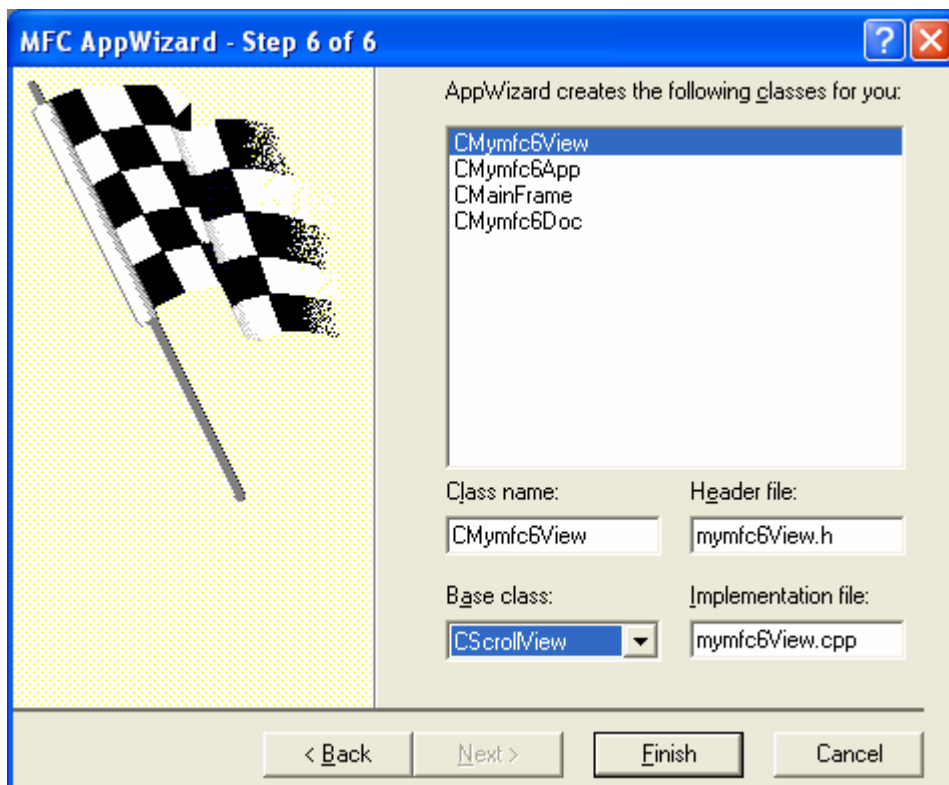 MFC AppWizard - Step 6 of 6
AppWizard creates the following classes for you:
CMymfc6View
CMymfc6App
CMainFrame
CMymfc6Doc
Class name:
Header file:
CMymfc6View
mymfc6View.h
Base class:
Implementation file:
CScrollView
mymfc6View.cpp
< Back
Next >
Finish
Cancel